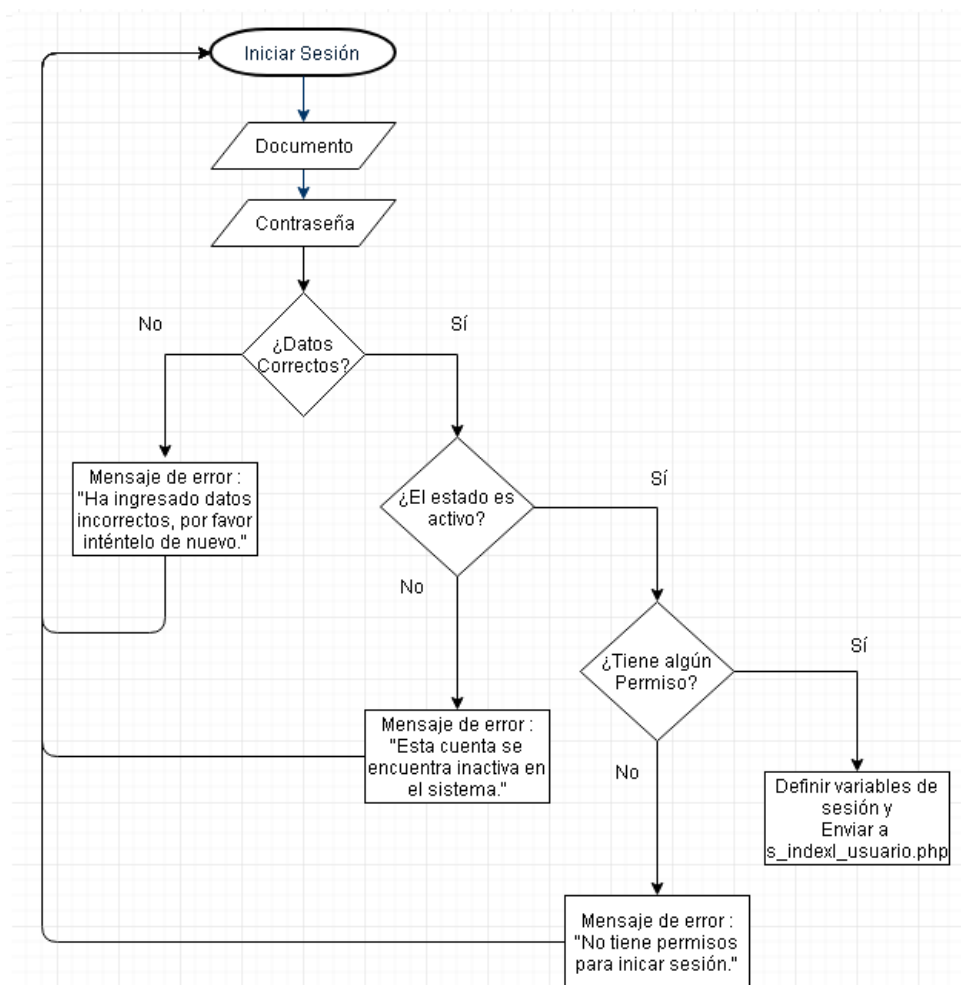 Iniciar Sesión
Documento
Contraseña
No
Sí
¿Datos
Correctos?
Mensaje de error :
"Ha ingresado datos
incorrectos, por favor
inténtelo de nuevo."
¿El estado es
activo?
Sí
No
¿Tiene algún
Permiso?
Sí
Mensaje de error :
"Esta cuenta se
encuentra inactiva en
el sistema."
No
Definir variables de
sesión y
Enviar a
s_indexl_usuario.php
Mensaje de error :
"No tiene permisos
para inicar sesión."